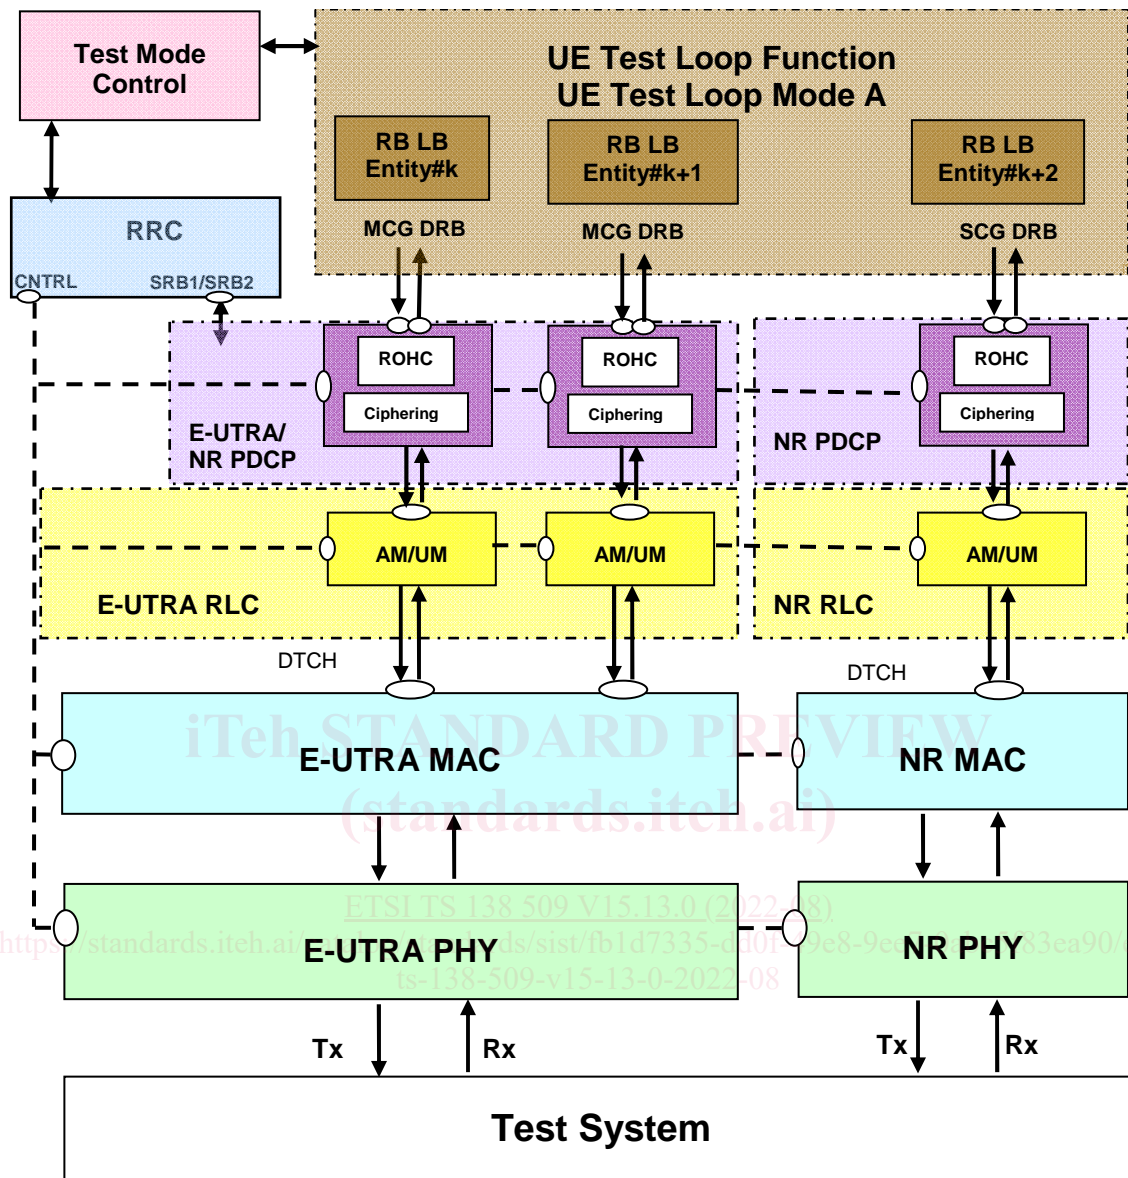 Test Mode
Control
UE Test Loop Function
UE Test Loop Mode A
RB LB
Entity#k
RB LB
Entity#k+1
RB LB
Entity#k+2
MCG DRB
MCG DRB
SCG DRB
RRC
CNTRL
SRB1/SRB2
ROHC
Ciphering
ROHC
Ciphering
ROHC
Ciphering
E-UTRA/
NR PDCP
NR PDCP
AM/UM
AM/UM
AM/UM
E-UTRA RLC
NR RLC
DTCH
DTCH
iTeh STANDARD PREVIEW
E-UTRA MAC
NR MAC
(standards.iteh.ai)
ETSI TS 138 509 V15.13.0 (2022-08)
E-UTRA PHY
NR PHY
ts-138-509-v15-13-0-2022-08
Tx
Rx
Tx
Rx
Test System